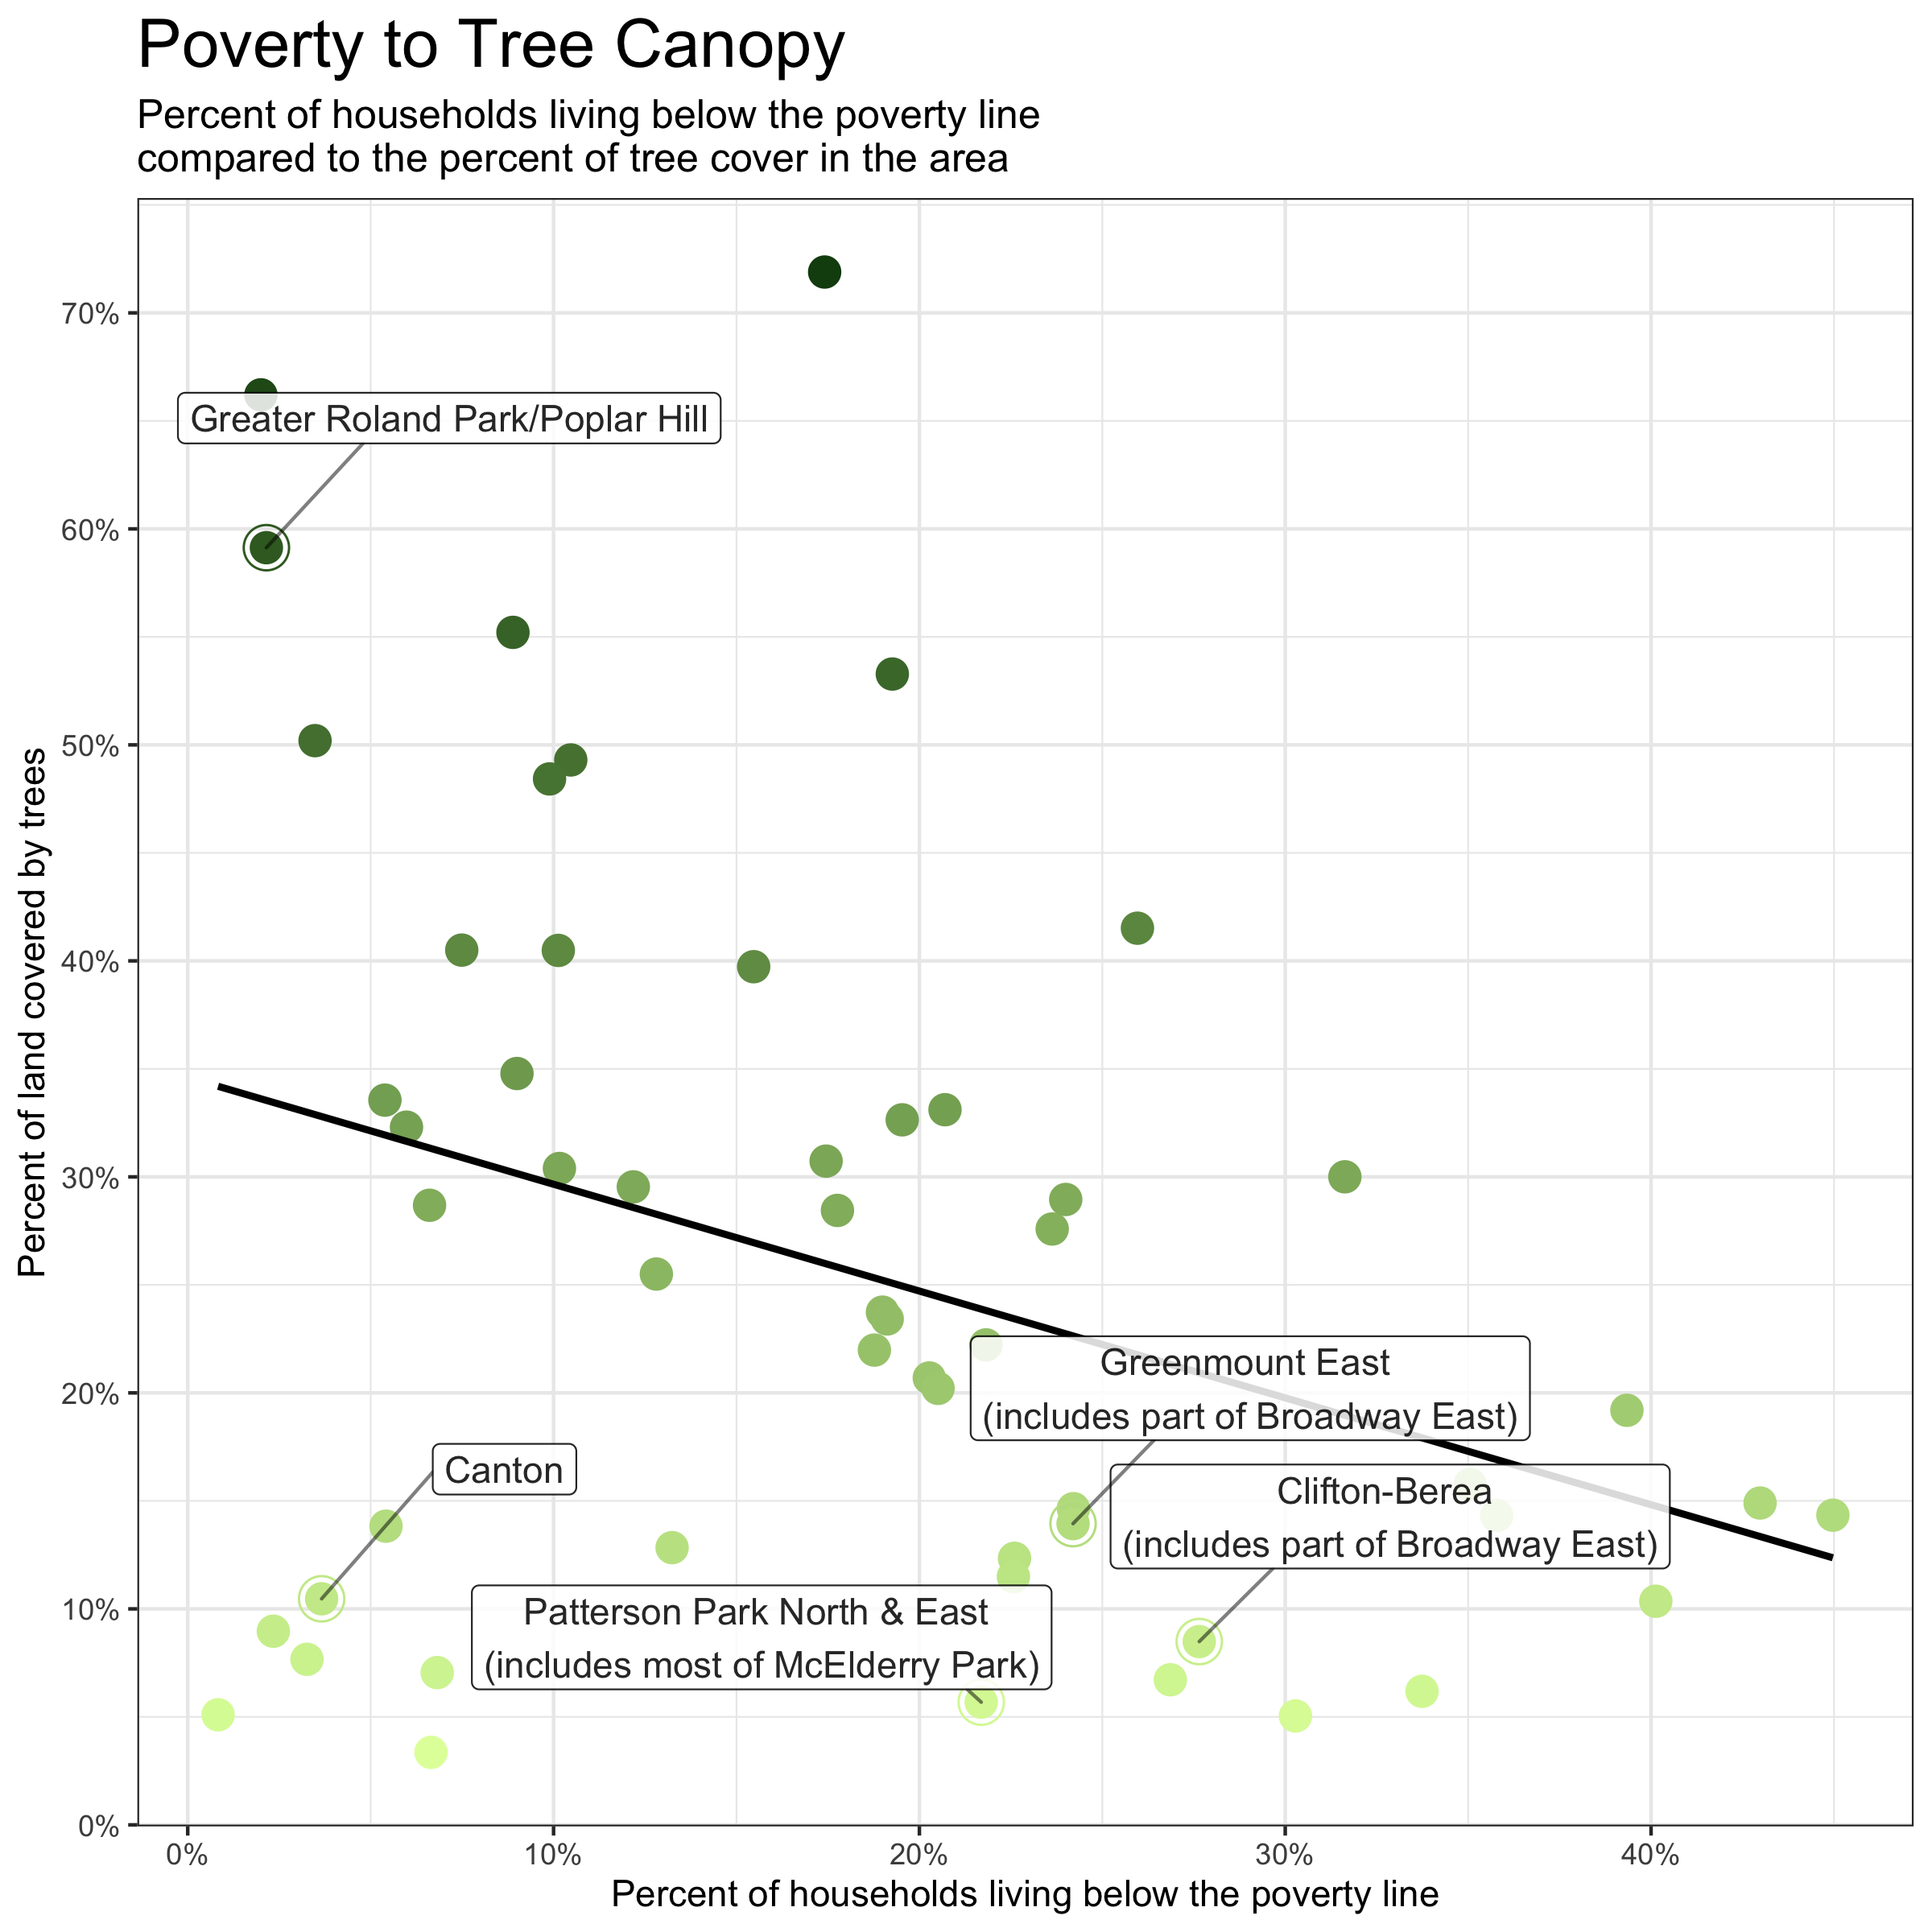 Poverty to Tree Canopy
Percent of households living below the poverty line
compared to the percent of tree cover in the area
Percent of land covered by trees
70%
60%
50%
40%
30%
20%
10%
0%
Greater Roland Park/Poplar Hill
Greenmount East
(includes part of Broadway East)
Canton
Clifton-Berea
(includes part of Broadway East)
Patterson Park North & East
(includes most of McElderry Park)
0%
10%
20%
30%
40%
Percent of households living below the poverty line